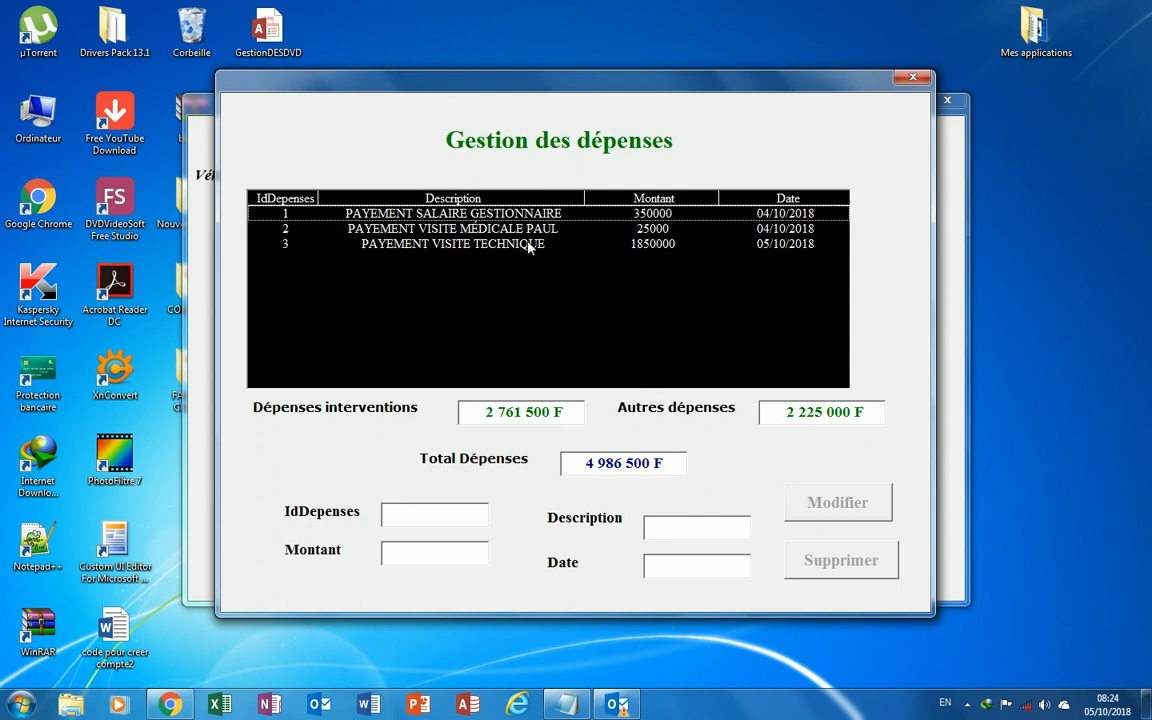 µTorrent
Drivers Pack 13.1
Corbeille
GestionDESDVD
Mes applications
Ordinateur
Free YouTube
Download
Google Chrome
DVDVideoSoft
Free Studio
Nouv
Kaspersky
Internet Security
Acrobat Reader
DC
CO
Protection
bancaire
XnConvert
FA
Internet
Downlo...
PhotoFiltre 7
Notepad++
Custom UI Editor
For Microsoft ...
WinRAR
code pour creer
compte2
Vér
Gestion des dépenses
IdDepenses Description Montant Date
1 PAYEMENT SALAIRE GESTIONNAIRE 350000 04/10/2018
2 PAYEMENT VISITE MÉDICALE PAUL 25000 04/10/2018
3 PAYEMENT VISITE TECHNIQUE 1850000 05/10/2018
Dépenses interventions 2 761 500 F Autres dépenses 2 225 000 F
Total Dépenses 4 986 500 F
IdDepenses
Description
Modifier
Montant
Date
Supprimer
EN
08:24
05/10/2018